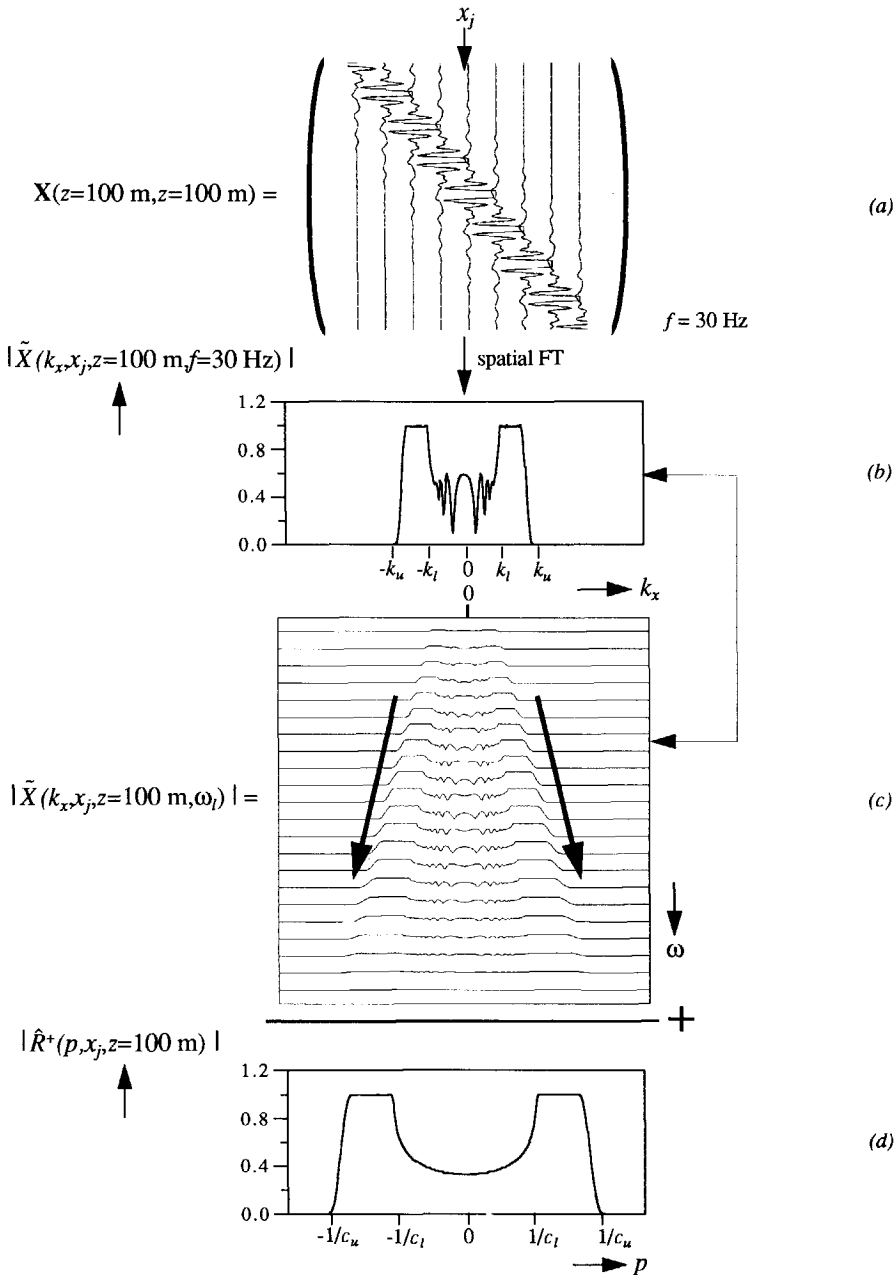 x_j
X(z=100 m,z=100 m) =
(a)
f = 30 Hz
| X̃ (k_x,x_j,z=100 m,f=30 Hz) |
spatial FT
1.2
0.8
0.4
0.0
(b)
-k_u -k_l 0 k_l k_u
0
k_x
| X̃ (k_x,x_j,z=100 m,ω_l) | =
(c)
ω
+
| R̂⁺(p,x_j,z=100 m) |
1.2
0.8
0.4
0.0
(d)
-1/c_u -1/c_l 0 1/c_l 1/c_u
p